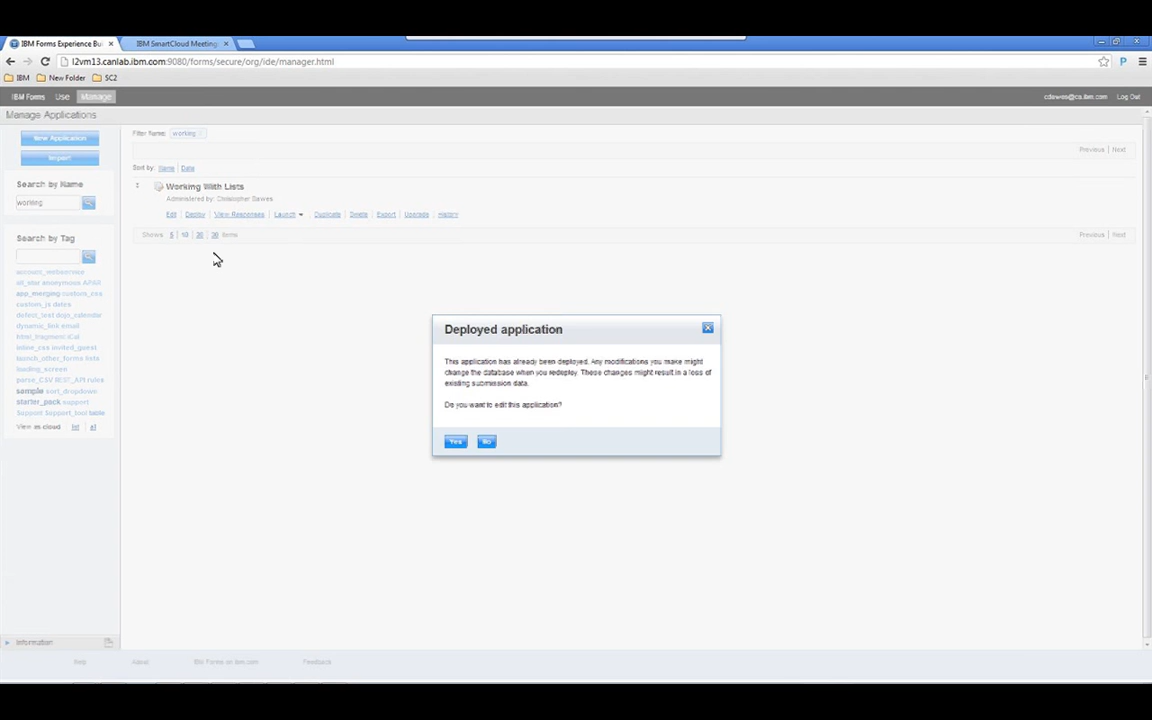 IBM Forms Experience Bu
IBM SmartCloud Meeting
l2vm13.canlab.ibm.com:9080/forms/secure/org/ide/manager.html
IBM
New Folder
SC2
IBM Forms Use Manage
cdawes@ca.ibm.com Log Out
Manage Applications
New Application
Import
Search by Name
working
Search by Tag
account_webservice
all_star anonymous
app_merging custom_css
custom_js dates
defect_test dojo_calendar
dynamic_link email
html_fragment iCal
inline_css invited_guest
launch_other_forms lists
loading_screen
parse_CSV REST_API rules
sample sort_dropdown
starter_pack support
Support Support_tool table
View in cloud list all
Information
Filter Name: working
Previous | Next
Sort by: Name Date
Working With Lists
Administered by: Christopher Dawes
Edit Deploy View Responses Launch Duplicate Delete Export Upgrade History
Show: 5 10 20 30 items
Previous | Next
Deployed application
This application has already been deployed. Any modifications you make might
change the database when you redeploy. These changes might result in a loss of
existing submission data.
Do you want to edit this application?
Yes
No
Help About IBM Forms on ibm.com Feedback